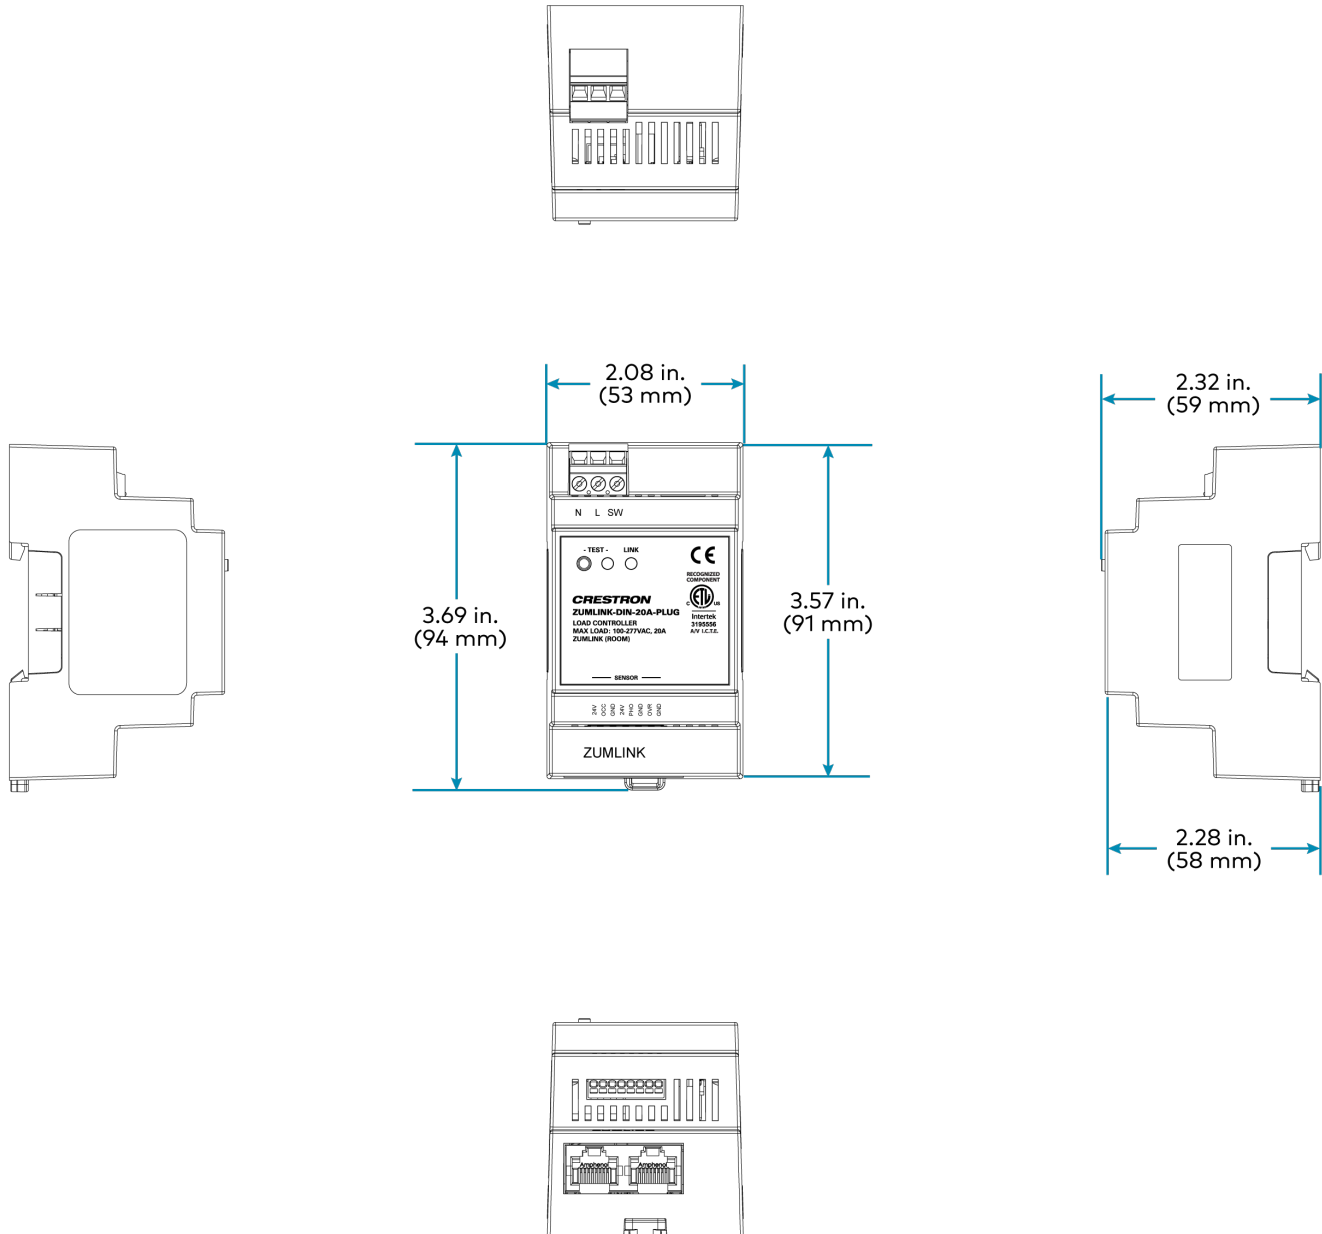 2.08 in.
(53 mm)
2.32 in.
(59 mm)
N L SW
- TEST - LINK
CE
RECOGNIZED
COMPONENT
C ETL US
Intertek
3195556
A/V I.C.T.E.
CRESTRON
ZUMLINK-DIN-20A-PLUG
LOAD CONTROLLER
MAX LOAD: 100-277VAC, 20A
ZUMLINK (ROOM)
3.69 in.
(94 mm)
3.57 in.
(91 mm)
SENSOR
24V
OCC
GND
24V
PHO
GND
OVR
GND
ZUMLINK
2.28 in.
(58 mm)
Amphenol
Amphenol